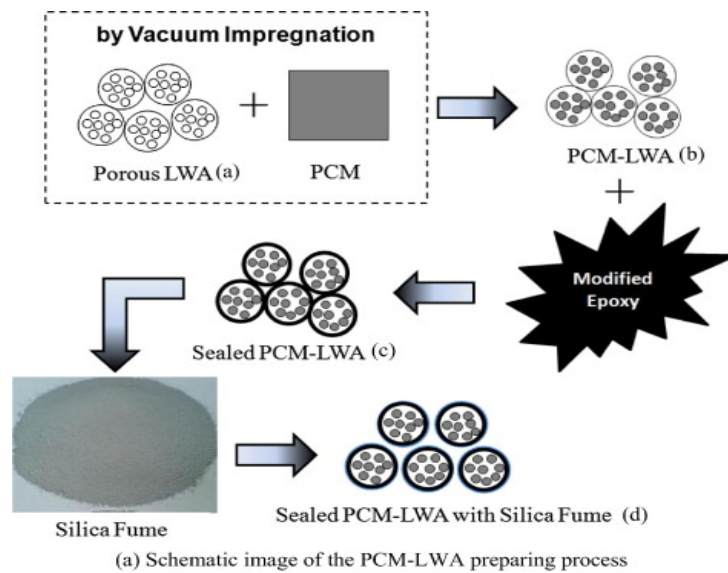 by Vacuum Impregnation
Porous LWA (a)
PCM
PCM-LWA (b)
Modified
Epoxy
Sealed PCM-LWA (c)
Silica Fume
Sealed PCM-LWA with Silica Fume (d)
(a) Schematic image of the PCM-LWA preparing process